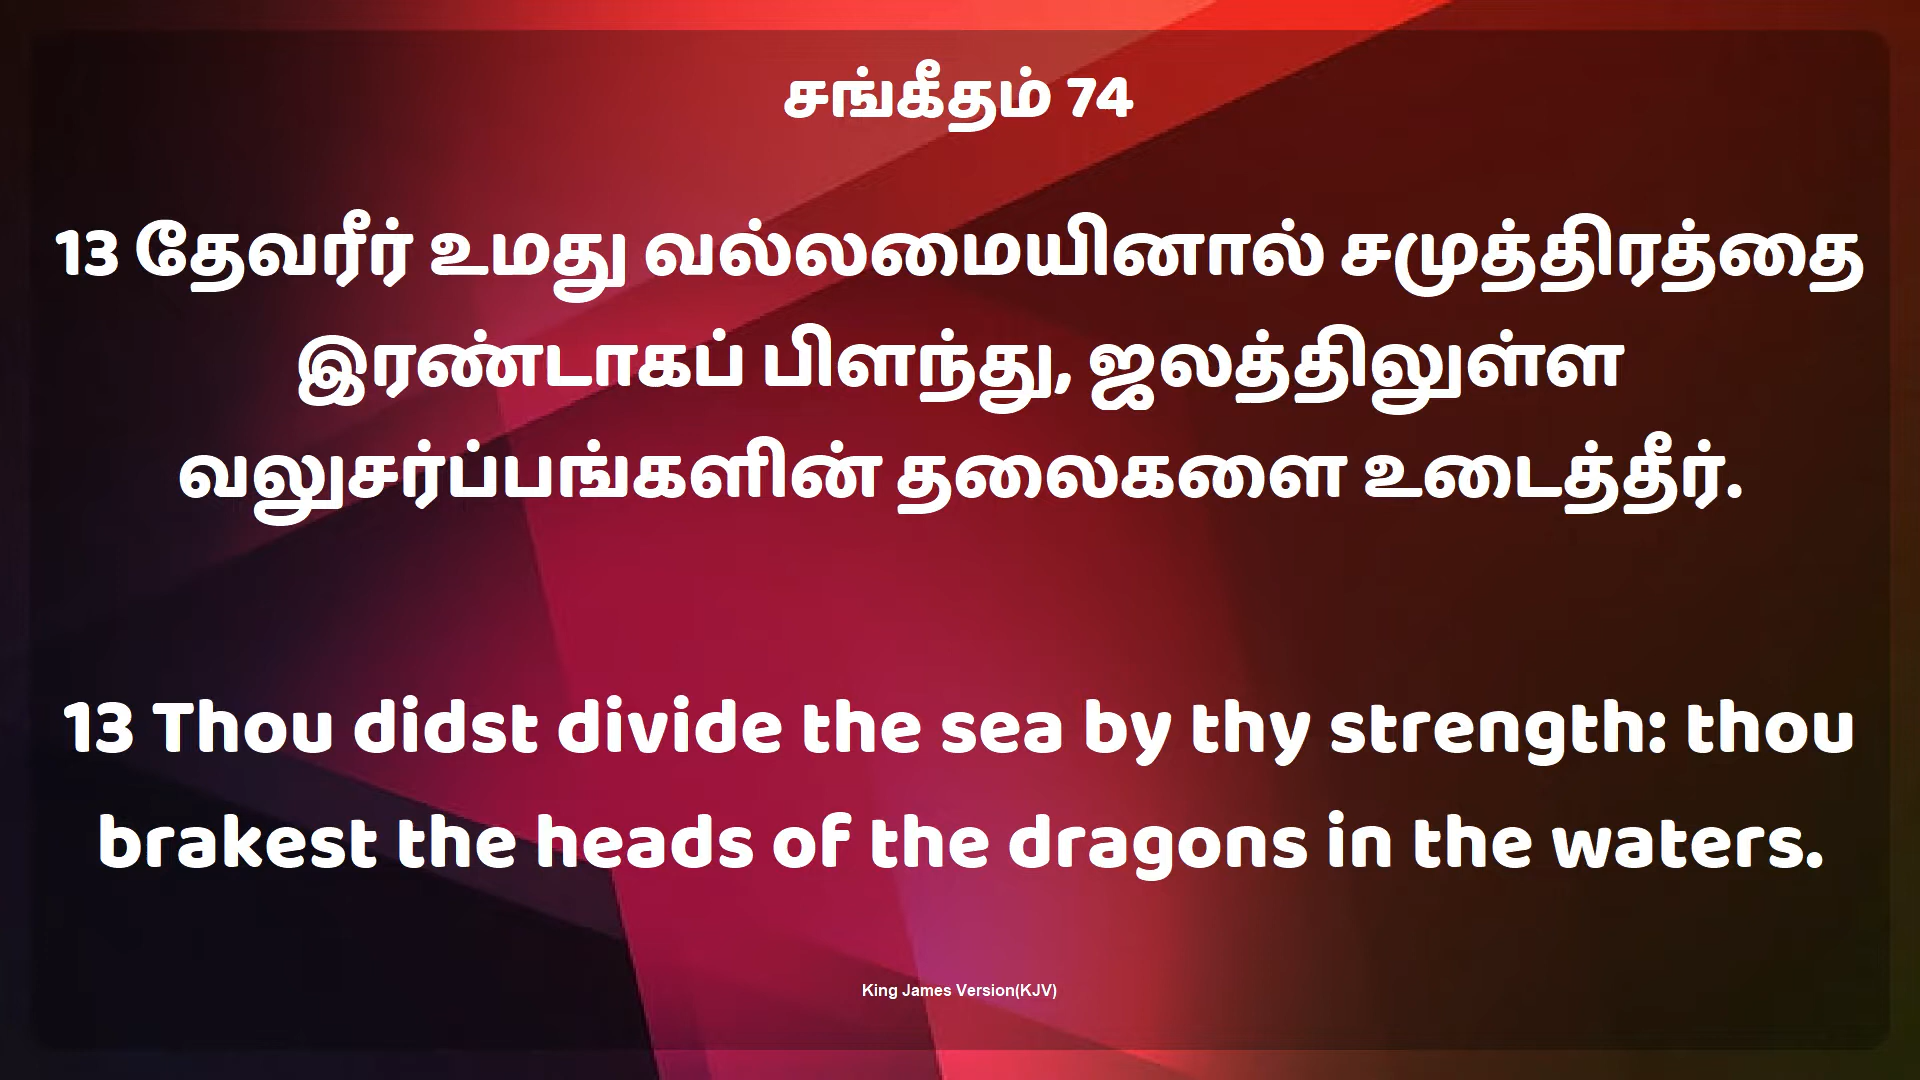 சங்கீதம் 74
13 தேவரீர் உமது வல்லமையினால் சமுத்திரத்தை
இரண்டாகப் பிளந்து, ஜலத்திலுள்ள
வலுசர்ப்பங்களின் தலைகளை உடைத்தீர்.
13 Thou didst divide the sea by thy strength: thou
brakest the heads of the dragons in the waters.
King James Version(KJV)